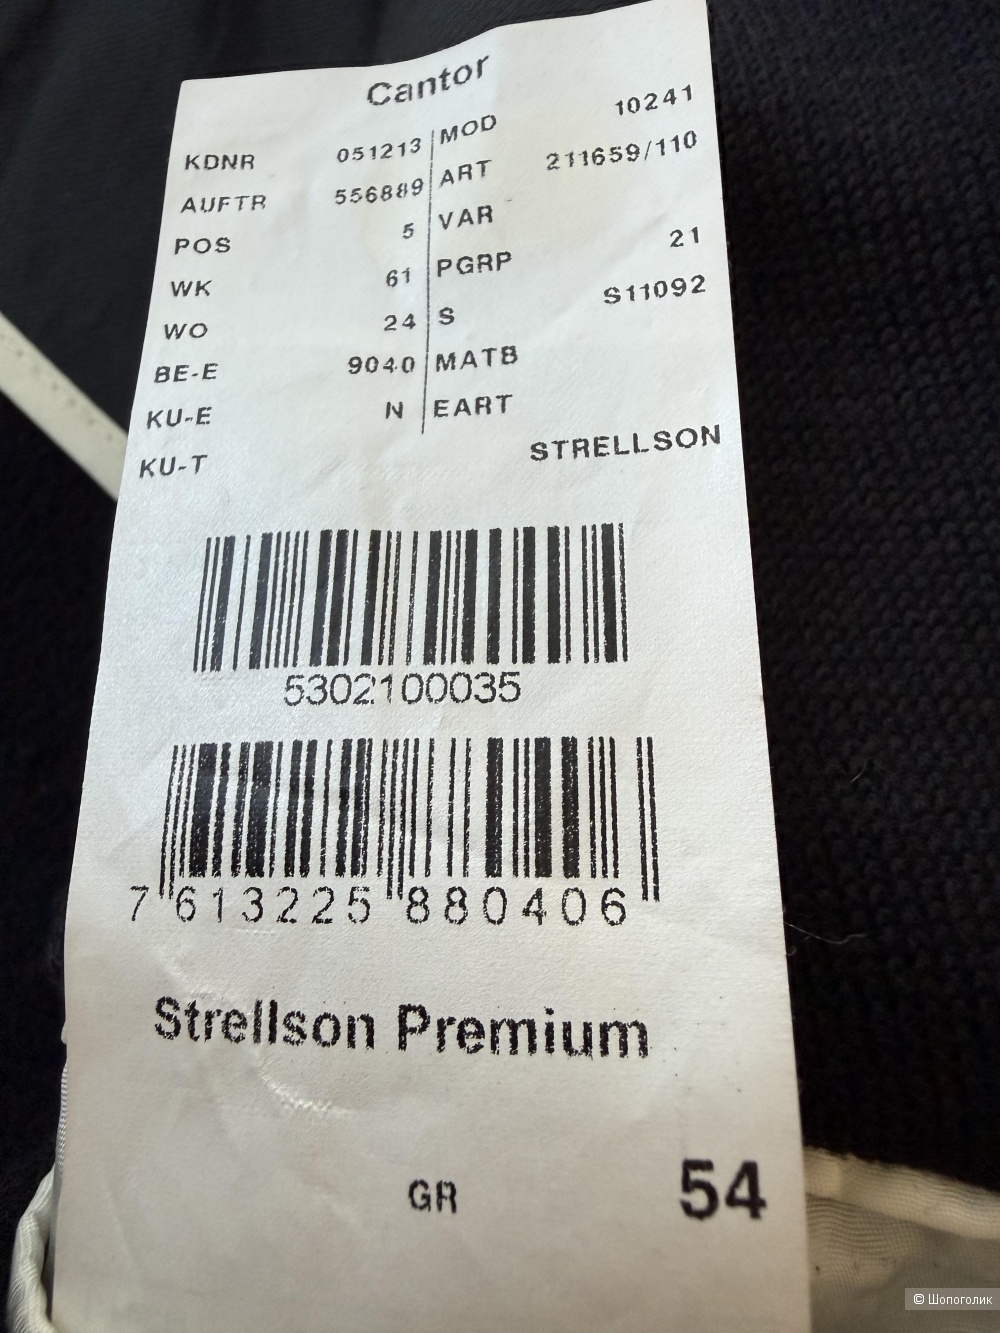 Cantor
KDNR 051213 MOD 10241
AUFTR 556889 ART 211659/110
POS 5 VAR
WK 61 PGRP 21
WO 24 S S11092
BE-E 9040 MATB
KU-E N EART
KU-T STRELLSON
5302100035
7 613225 880406
Strellson Premium
GR 54
© Шопоголик